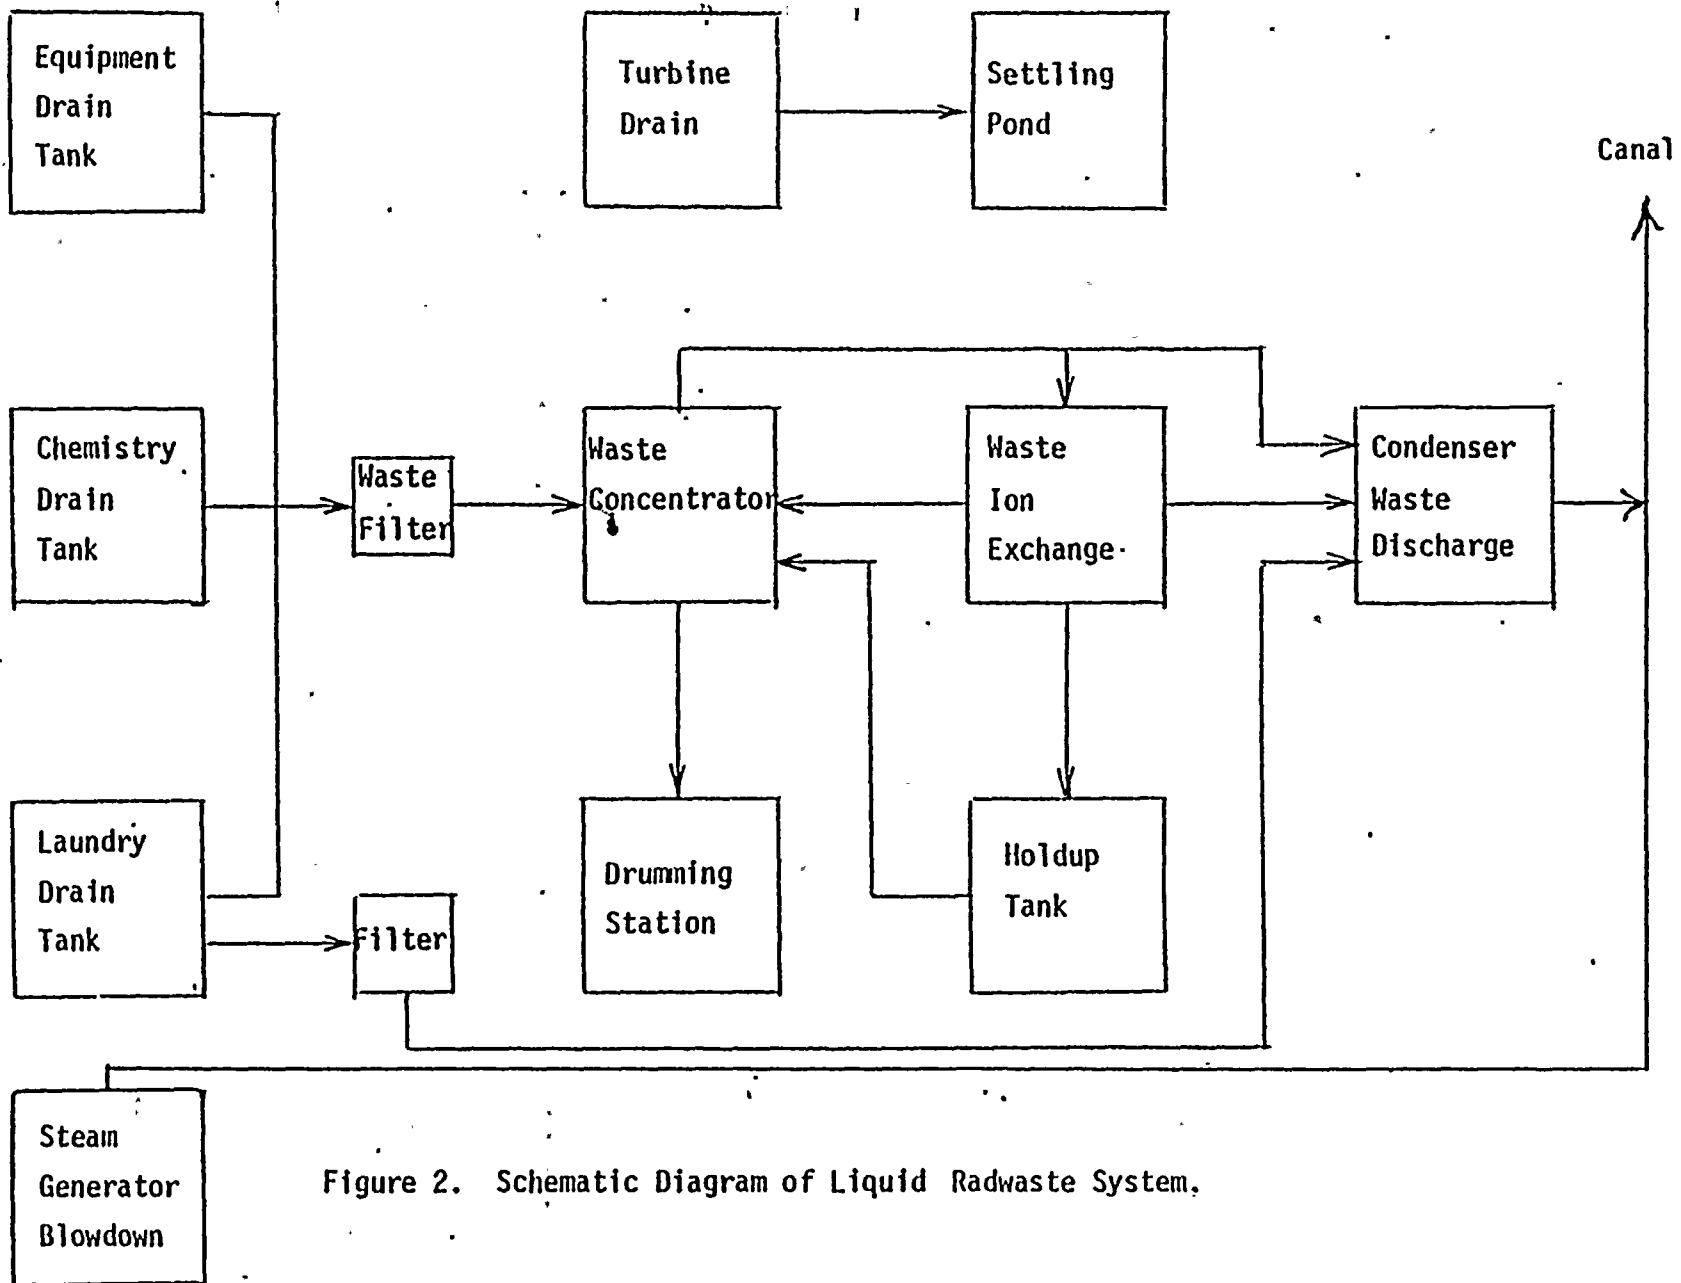 Equipment
Drain
Tank
Turbine
Drain
Settling
Pond
Canal
Chemistry
Drain
Tank
Waste
Filter
Waste
Concentrator
Waste
Ion
Exchange
Condenser
Waste
Discharge
Laundry
Drain
Tank
Filter
Drumming
Station
Holdup
Tank
Steam
Generator
Blowdown
Figure 2. Schematic Diagram of Liquid Radwaste System.